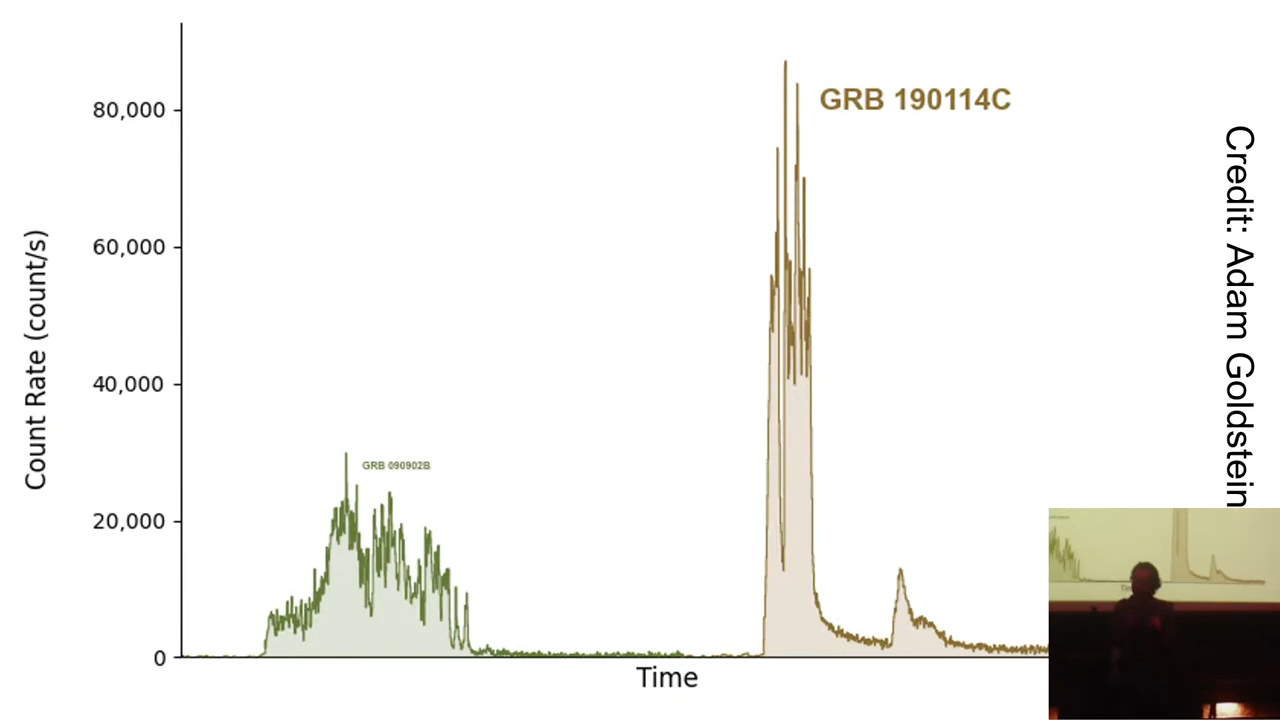 80,000
60,000
40,000
20,000
0
Count Rate (count/s)
Time
GRB 090902B
GRB 190114C
Credit: Adam Goldstein